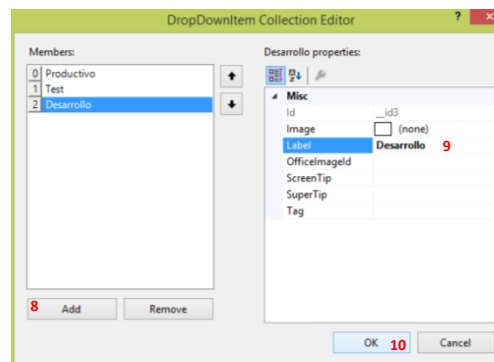 DropDownItem Collection Editor
?
Members:
0 Productivo
1 Test
2 Desarrollo
8 Add
Remove
Desarrollo properties:
Misc
Id __id3
Image (none)
Label Desarrollo 9
OfficeImageId
ScreenTip
SuperTip
Tag
OK 10
Cancel